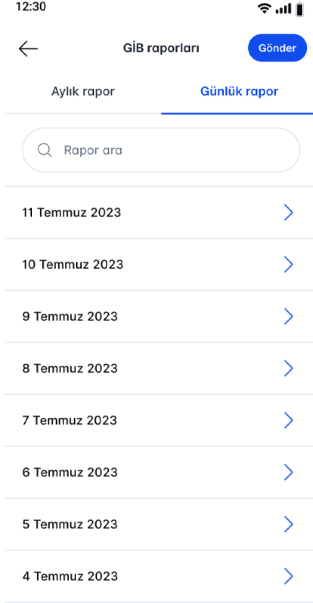 12:30
GİB raporları
Gönder
Aylık rapor
Günlük rapor
Rapor ara
11 Temmuz 2023
10 Temmuz 2023
9 Temmuz 2023
8 Temmuz 2023
7 Temmuz 2023
6 Temmuz 2023
5 Temmuz 2023
4 Temmuz 2023